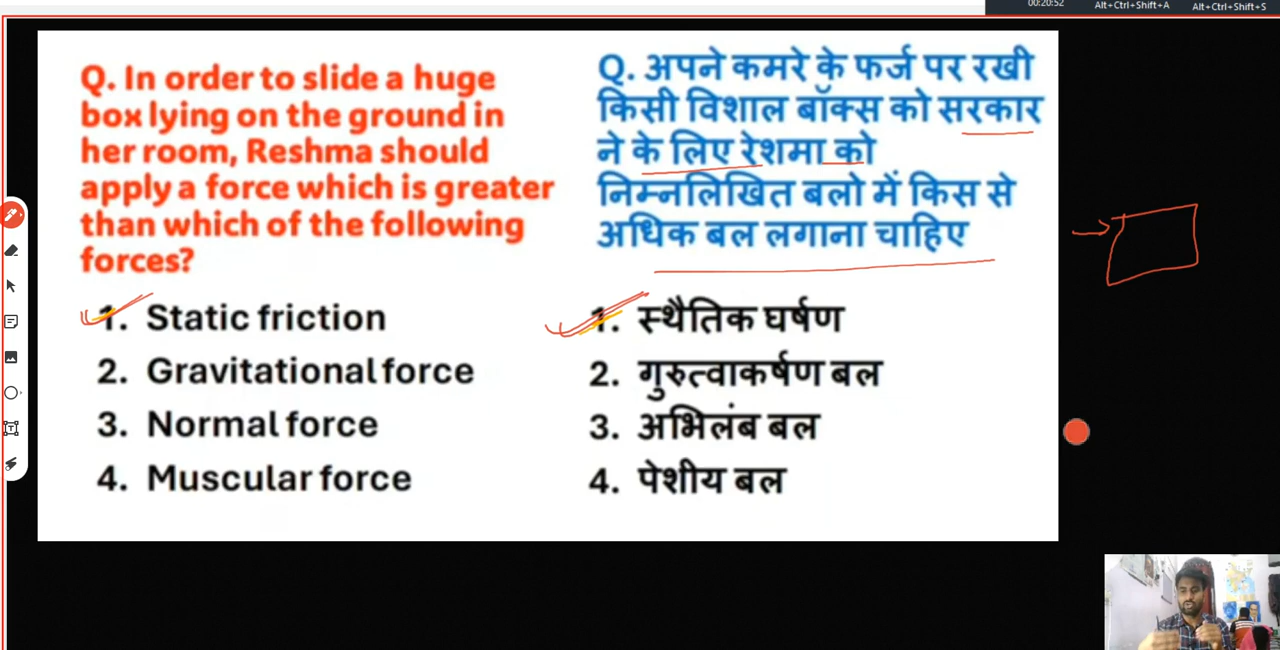 00:20:52
Alt+Ctrl+Shift+A
Alt+Ctrl+Shift+S
Q. In order to slide a huge
box lying on the ground in
her room, Reshma should
apply a force which is greater
than which of the following
forces?
1. Static friction
2. Gravitational force
3. Normal force
4. Muscular force
Q. अपने कमरे के फर्ज पर रखी
किसी विशाल बॉक्स को सरकार
ने के लिए रेशमा को
निम्नलिखित बलो में किस से
अधिक बल लगाना चाहिए
1. स्थैतिक घर्षण
2. गुरुत्वाकर्षण बल
3. अभिलंब बल
4. पेशीय बल